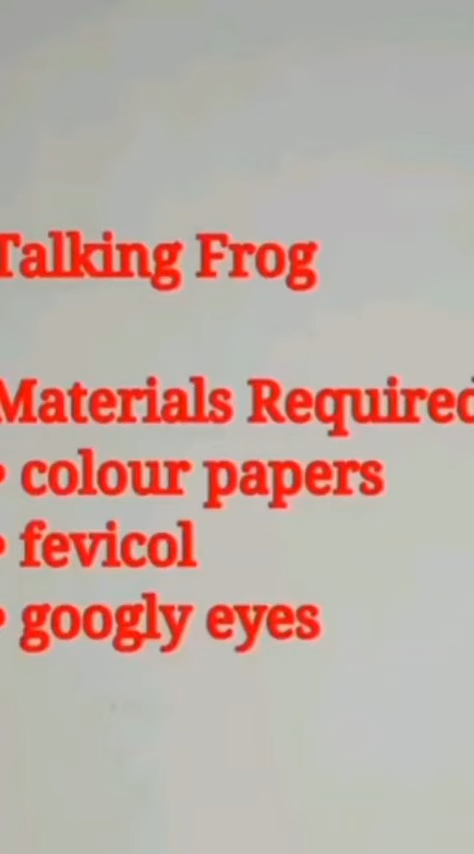 Talking Frog
Materials Required
• colour papers
• fevicol
• googly eyes